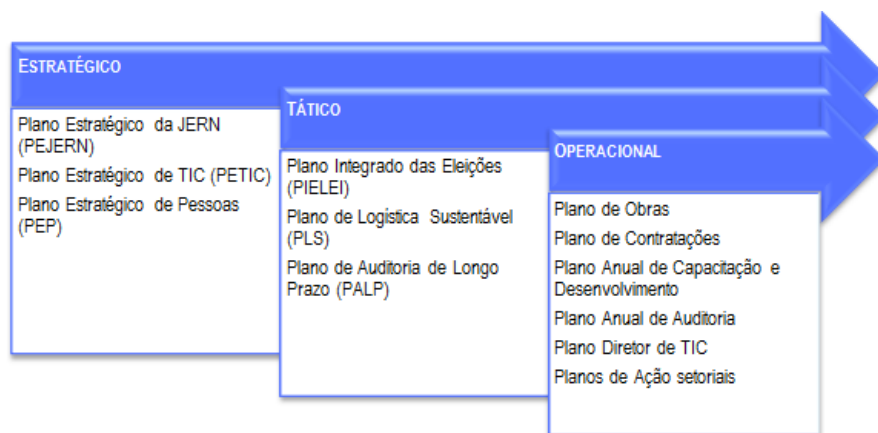 ESTRATÉGICO
Plano Estratégico da JERN
(PEJERN)
Plano Estratégico de TIC (PETIC)
Plano Estratégico de Pessoas
(PEP)
TÁTICO
Plano Integrado das Eleições
(PIELEI)
Plano de Logística Sustentável
(PLS)
Plano de Auditoria de Longo
Prazo (PALP)
OPERACIONAL
Plano de Obras
Plano de Contratações
Plano Anual de Capacitação e
Desenvolvimento
Plano Anual de Auditoria
Plano Diretor de TIC
Planos de Ação setoriais